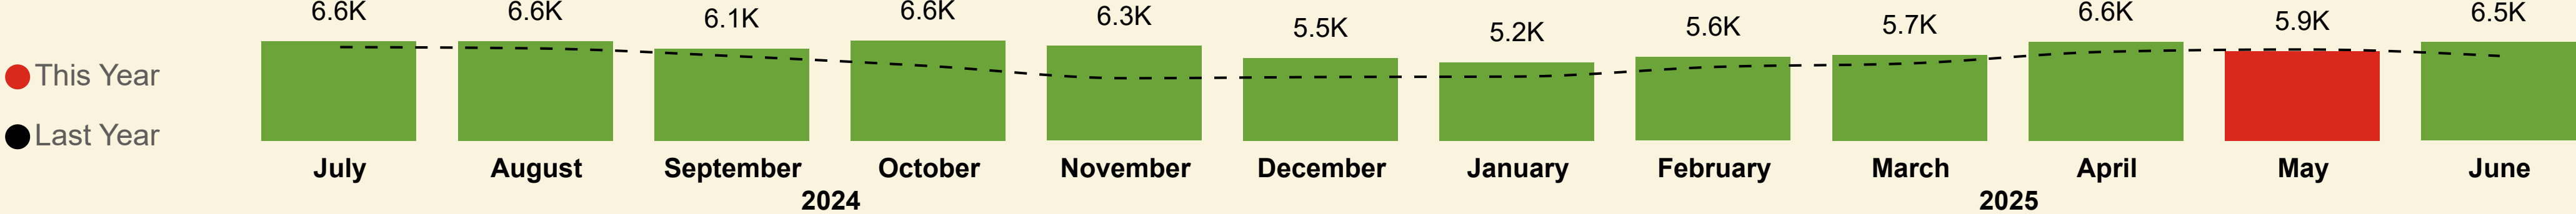 6.6K 6.6K 6.1K 6.6K 6.3K 5.5K 5.2K 5.6K 5.7K 6.6K 5.9K 6.5K
This Year
Last Year
July August September October November December January February March April May June
2024 2025